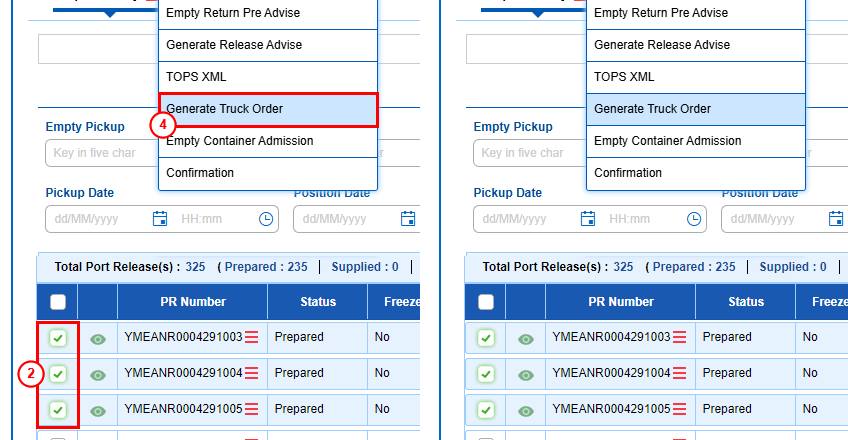 Empty Return Pre Advise
Generate Release Advise
TOPS XML
Generate Truck Order
4
Empty Container Admission
Confirmation
Empty Pickup
Key in five char
Pickup Date
dd/MM/yyyy HH:mm dd/MM/yyyy
Total Port Release(s) : 325 ( Prepared : 235 | Supplied : 0 |
PR Number Status Freeze
YMEANR0004291003 Prepared No
2
YMEANR0004291004 Prepared No
YMEANR0004291005 Prepared No
Empty Return Pre Advise
Generate Release Advise
TOPS XML
Generate Truck Order
Empty Container Admission
Confirmation
Empty Pickup
Key in five char
Pickup Date Position Date
dd/MM/yyyy HH:mm dd/MM/yyyy
Total Port Release(s) : 325 ( Prepared : 235 | Supplied : 0 |
PR Number Status Freeze
YMEANR0004291003 Prepared No
YMEANR0004291004 Prepared No
YMEANR0004291005 Prepared No